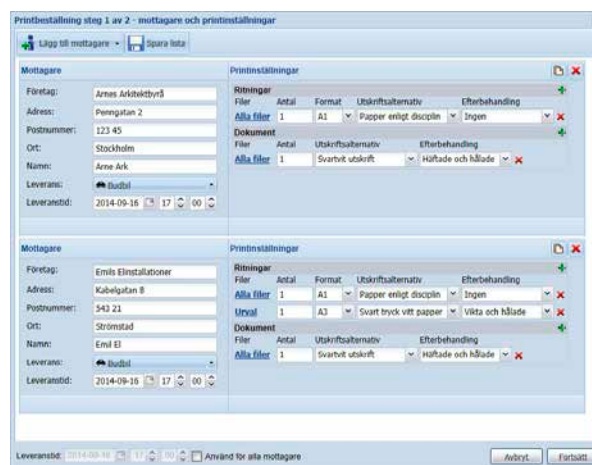 Printbeställning steg 1 av 2 - mottagare och printinställningar
Lägg till mottagare Spara lista
Mottagare Printinställningar
Företag: Arnes Arkitektbyrå
Adress: Penngatan 2
Postnummer: 123 45
Ort: Stockholm
Namn: Arne Ark
Leverans: Budbil
Leveranstid: 2014-09-16 17 00
Ritningar
Filer Antal Format Utskriftsalternativ Efterbehandling
Alla filer 1 A1 Papper enligt disciplin Ingen
Dokument
Filer Antal Utskriftsalternativ Efterbehandling
Alla filer 1 Svartvit utskrift Häftade och hålade
Mottagare Printinställningar
Företag: Emils Elinstallationer
Adress: Kabelgatan 8
Postnummer: 543 21
Ort: Strömstad
Namn: Emil El
Leverans: Budbil
Leveranstid: 2014-09-16 17 00
Ritningar
Filer Antal Format Utskriftsalternativ Efterbehandling
Alla filer 1 A1 Papper enligt disciplin Ingen
Urval 1 A3 Svart tryck vitt papper Vikta och hålade
Dokument
Filer Antal Utskriftsalternativ Efterbehandling
Alla filer 1 Svartvit utskrift Häftade och hålade
Leveranstid: 2014-09-16 17 00 Använd för alla mottagare Avbryt Fortsätt